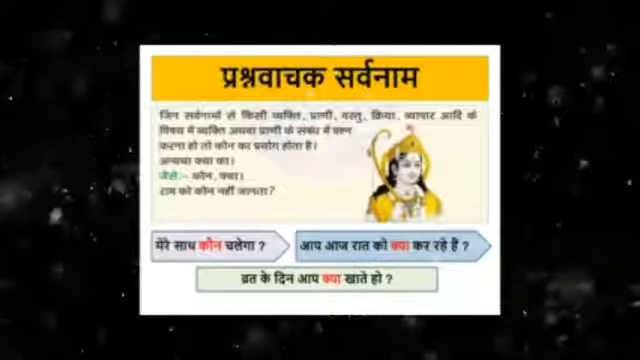 प्रश्नवाचक सर्वनाम
जिन सर्वनामों से किसी व्यक्ति, प्राणी, वस्तु, क्रिया, व्यापार आदि के
विषय में व्यक्ति अथवा प्राणी के संबंध में प्रश्न
करना हो तो कौन का प्रयोग होता है।
अन्यथा क्या का।
जैसे:- कौन, क्या।
राम को कौन नहीं जानता?
मेरे साथ कौन चलेगा ?
आप आज रात को क्या कर रहे हैं ?
व्रत के दिन आप क्या खाते हो ?